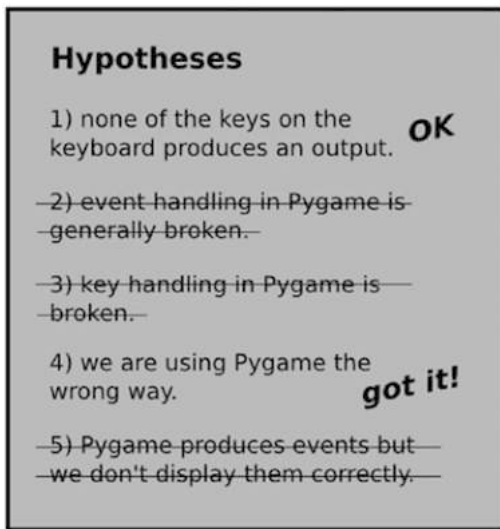 Hypotheses
1) none of the keys on the
keyboard produces an output.
OK
2) event handling in Pygame is
generally broken.
3) key handling in Pygame is
broken.
4) we are using Pygame the
wrong way.
got it!
5) Pygame produces events but
we don't display them correctly.